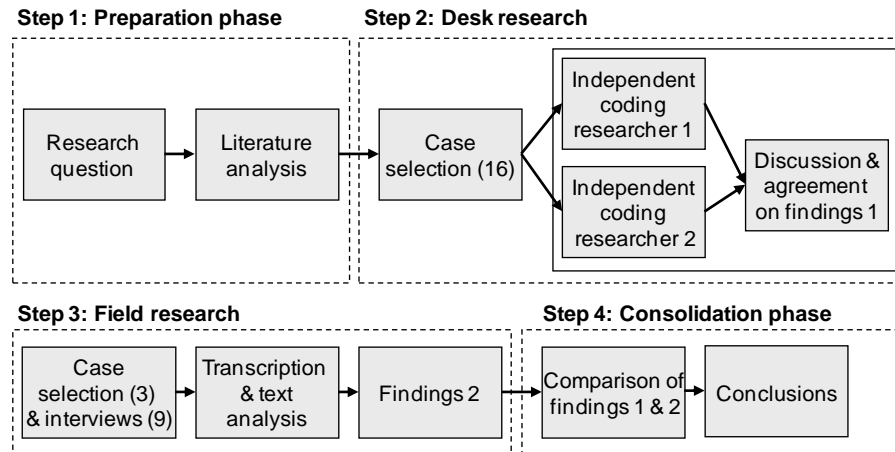 Step 1: Preparation phase
Step 2: Desk research
Research
question
Literature
analysis
Case
selection (16)
Independent
coding
researcher 1
Independent
coding
researcher 2
Discussion &
agreement
on findings 1
Step 3: Field research
Step 4: Consolidation phase
Case
selection (3)
& interviews (9)
Transcription
& text
analysis
Findings 2
Comparison of
findings 1 & 2
Conclusions